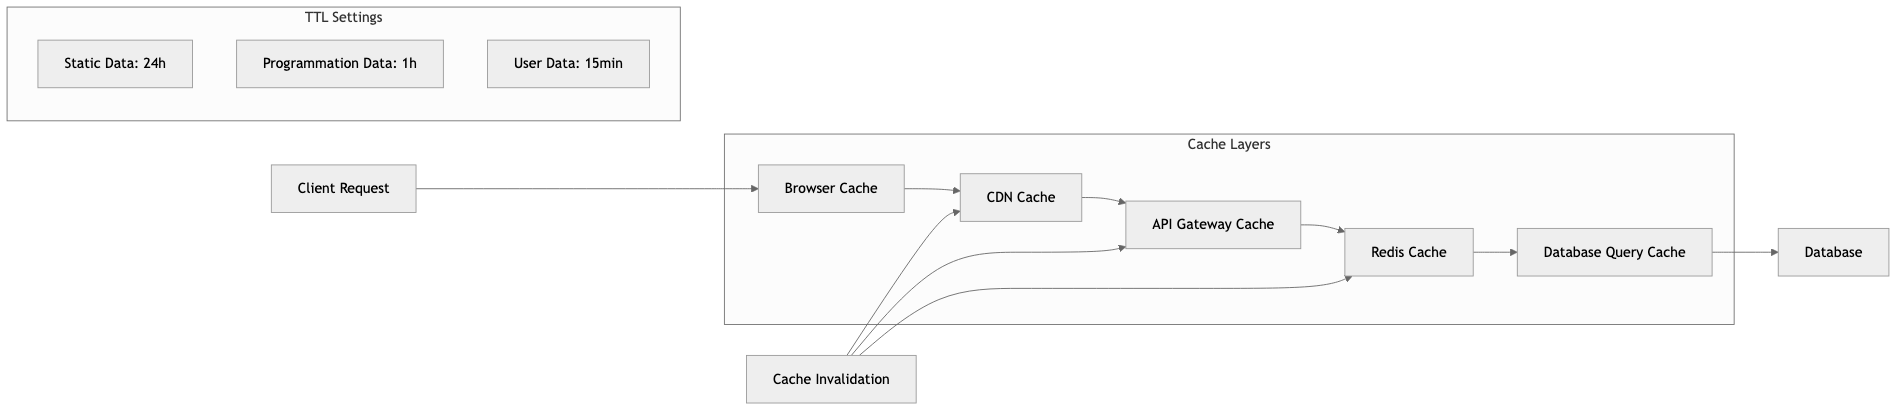 TTL Settings
Static Data: 24h
Programmation Data: 1h
User Data: 15min
Cache Layers
Client Request
Browser Cache
CDN Cache
API Gateway Cache
Redis Cache
Database Query Cache
Database
Cache Invalidation